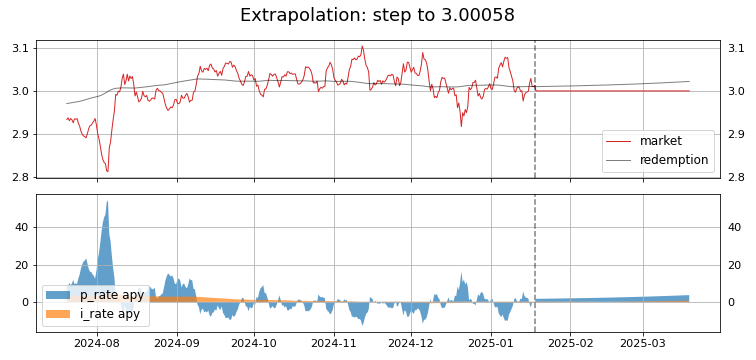 Extrapolation: step to 3.00058
3.1 3.1
3.0 3.0
2.9 2.9
market
redemption
2.8 2.8
40 40
20 20
p_rate apy
0 0
i_rate apy
2024-08 2024-09 2024-10 2024-11 2024-12 2025-01 2025-02 2025-03